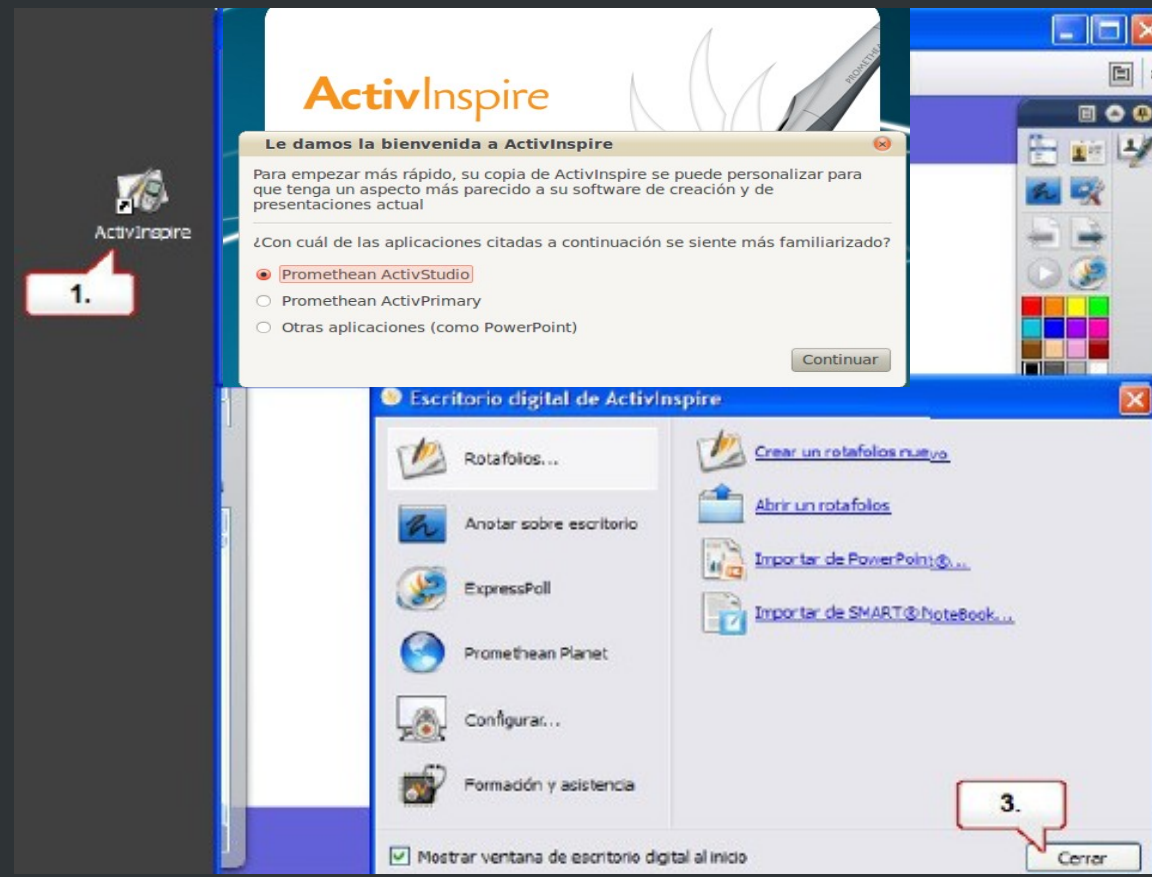 ActivInspire
PROMETHEA
Le damos la bienvenida a ActivInspire
Para empezar más rápido, su copia de ActivInspire se puede personalizar para
que tenga un aspecto más parecido a su software de creación y de
presentaciones actual
¿Con cuál de las aplicaciones citadas a continuación se siente más familiarizado?
Promethean ActivStudio
Promethean ActivPrimary
Otras aplicaciones (como PowerPoint)
Continuar
ActivInspire
1.
Escritorio digital de ActivInspire
Rotafolios...
Anotar sobre escritorio
ExpressPoll
Promethean Planet
Configurar...
Formación y asistencia
Crear un rotafolios nuevo
Abrir un rotafolios
Importar de PowerPoint®...
Importar de SMART® NoteBook...
3.
Mostrar ventana de escritorio digital al inicio
Cerrar